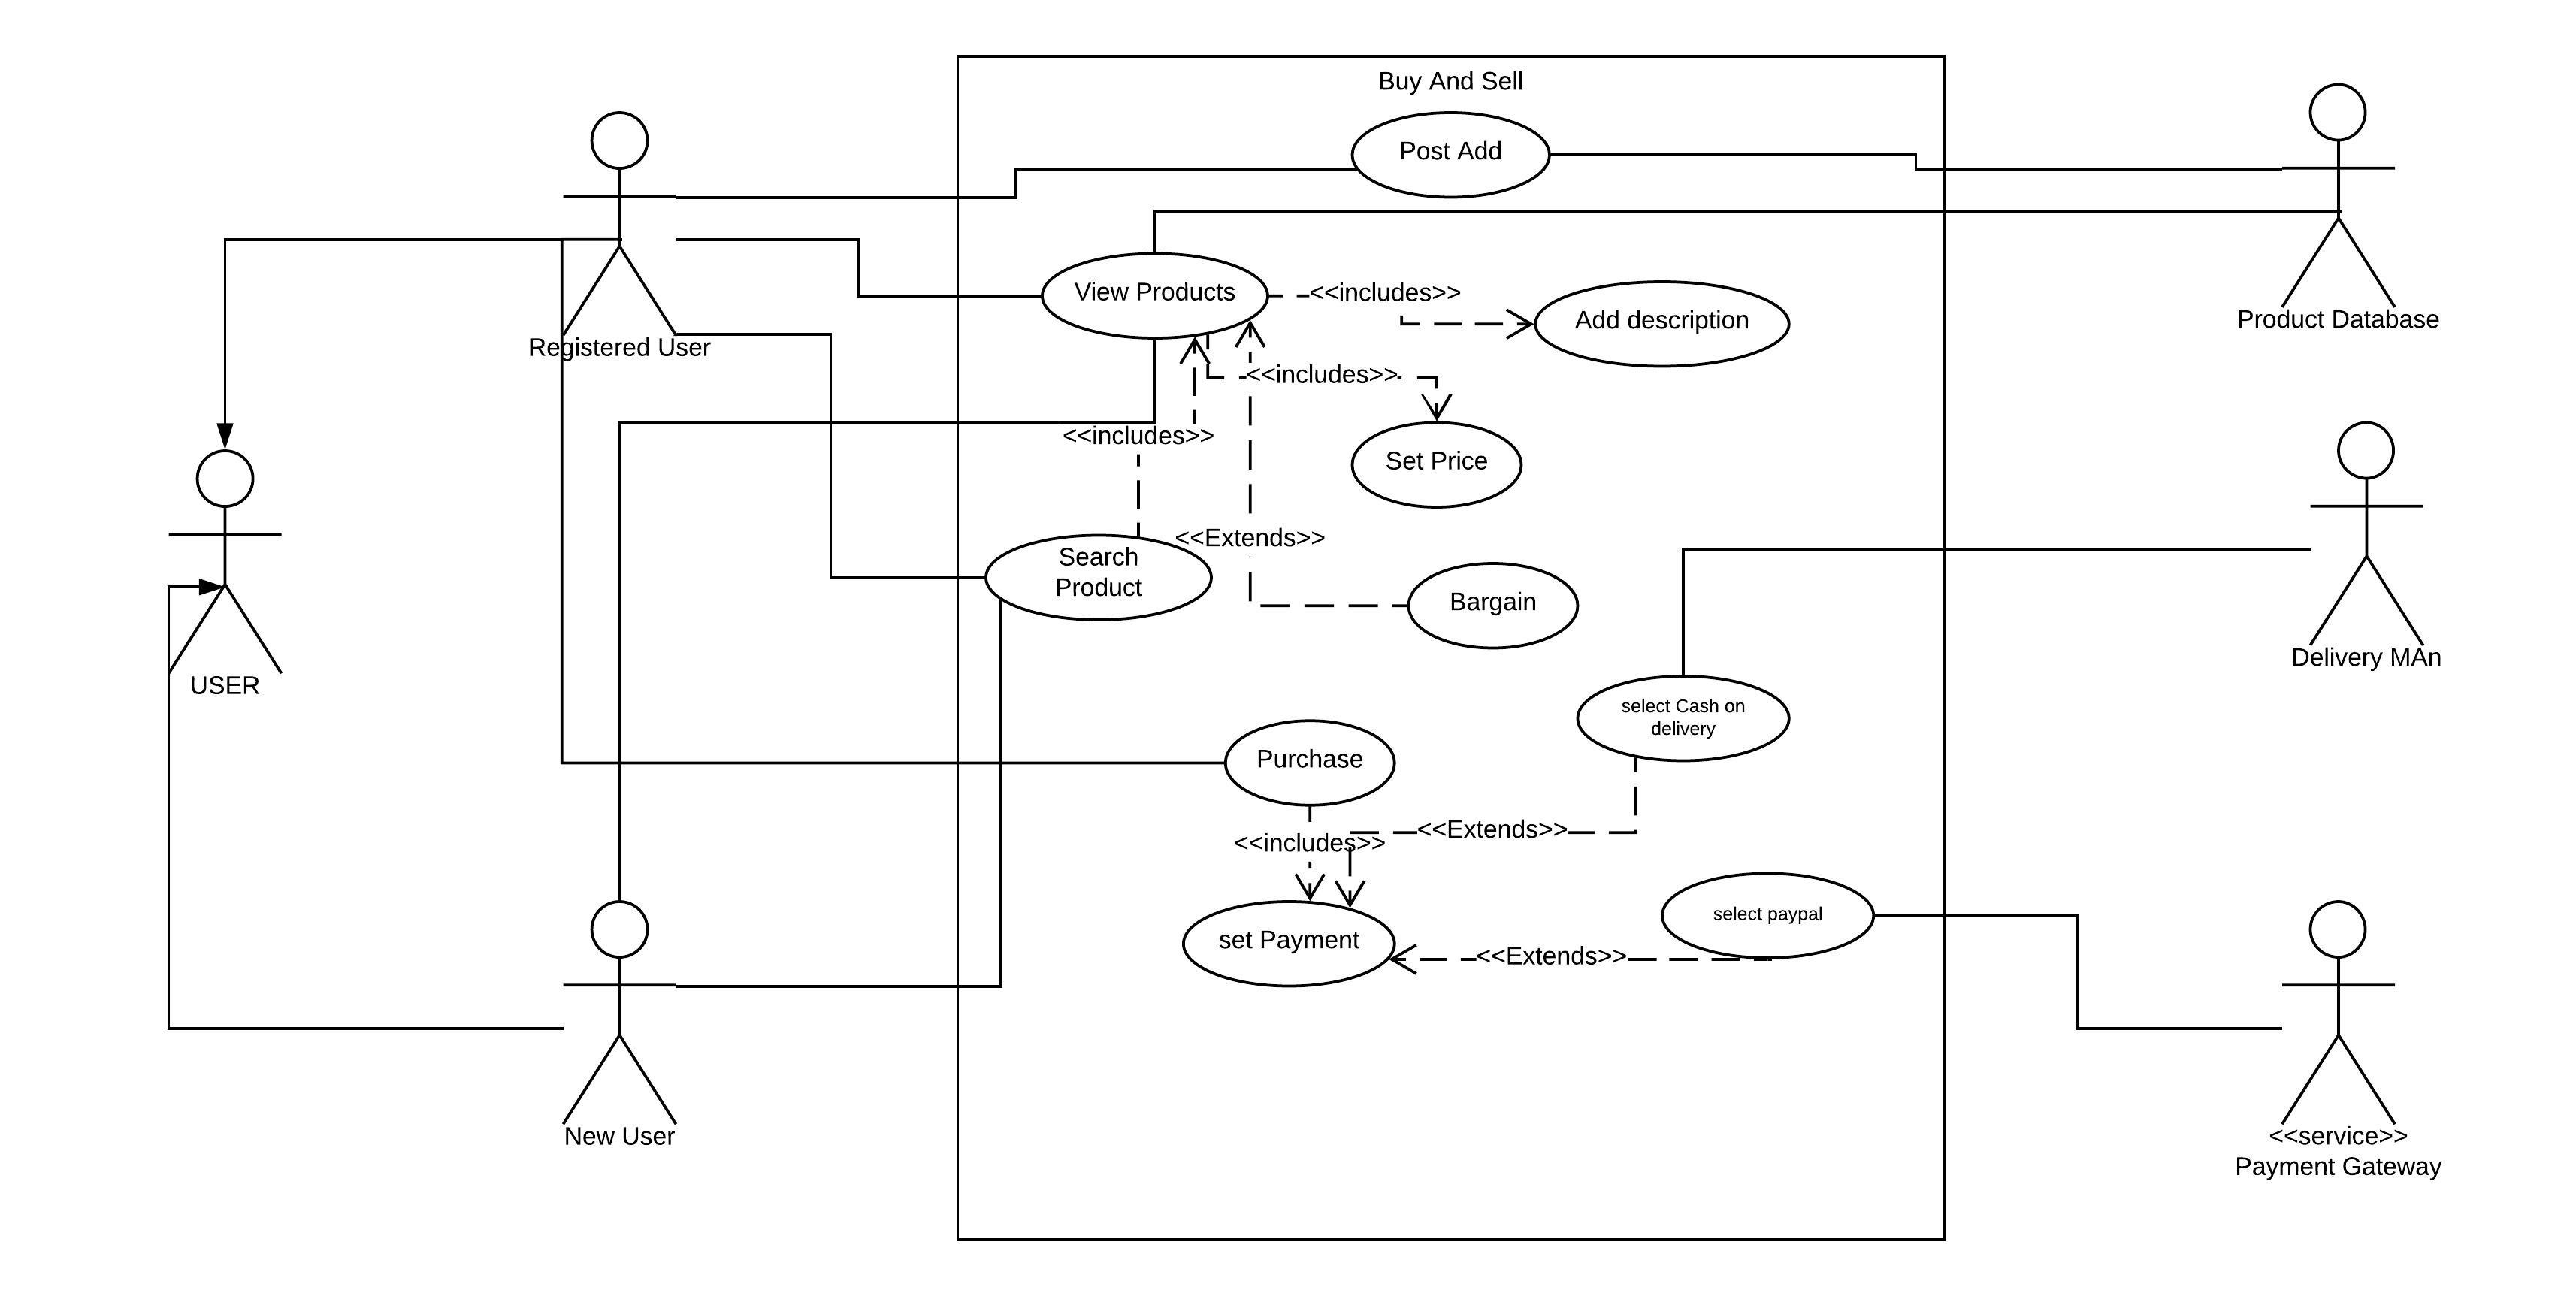 Buy And Sell
Post Add
View Products
<<includes>>
Add description
Product Database
Registered User
<<includes>>
<<includes>>
Set Price
<<Extends>>
Search
Product
Bargain
Delivery MAn
USER
select Cash on
delivery
Purchase
<<Extends>>
<<includes>>
select paypal
set Payment
<<Extends>>
New User
<<service>>
Payment Gateway